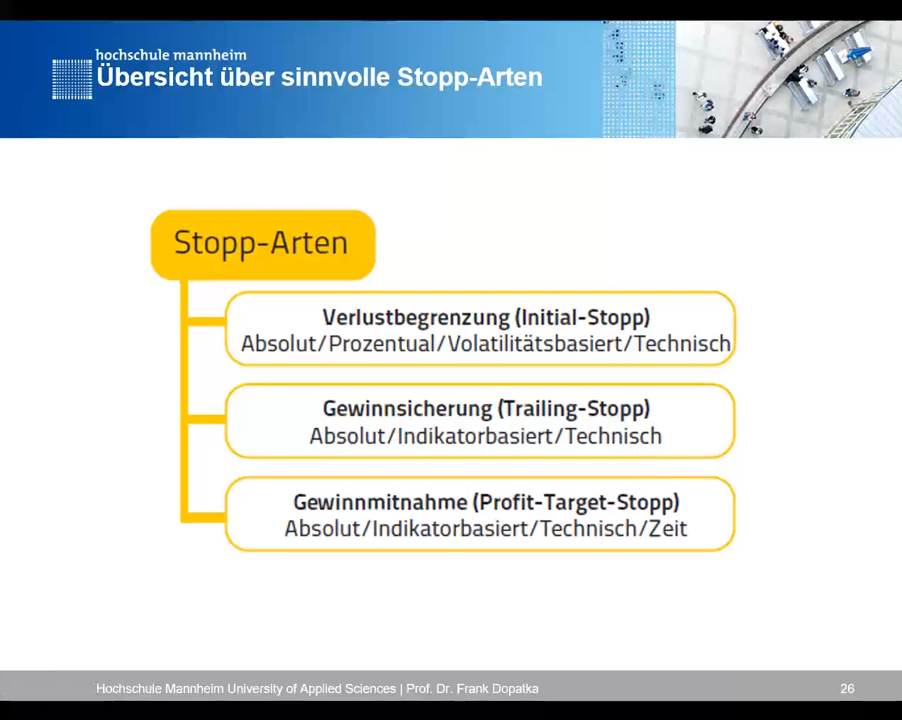 hochschule mannheim
Übersicht über sinnvolle Stopp-Arten
Stopp-Arten
Verlustbegrenzung (Initial-Stopp)
Absolut/Prozentual/Volatilitätsbasiert/Technisch
Gewinnsicherung (Trailing-Stopp)
Absolut/Indikatorbasiert/Technisch
Gewinnmitnahme (Profit-Target-Stopp)
Absolut/Indikatorbasiert/Technisch/Zeit
Hochschule Mannheim University of Applied Sciences | Prof. Dr. Frank Dopatka
26